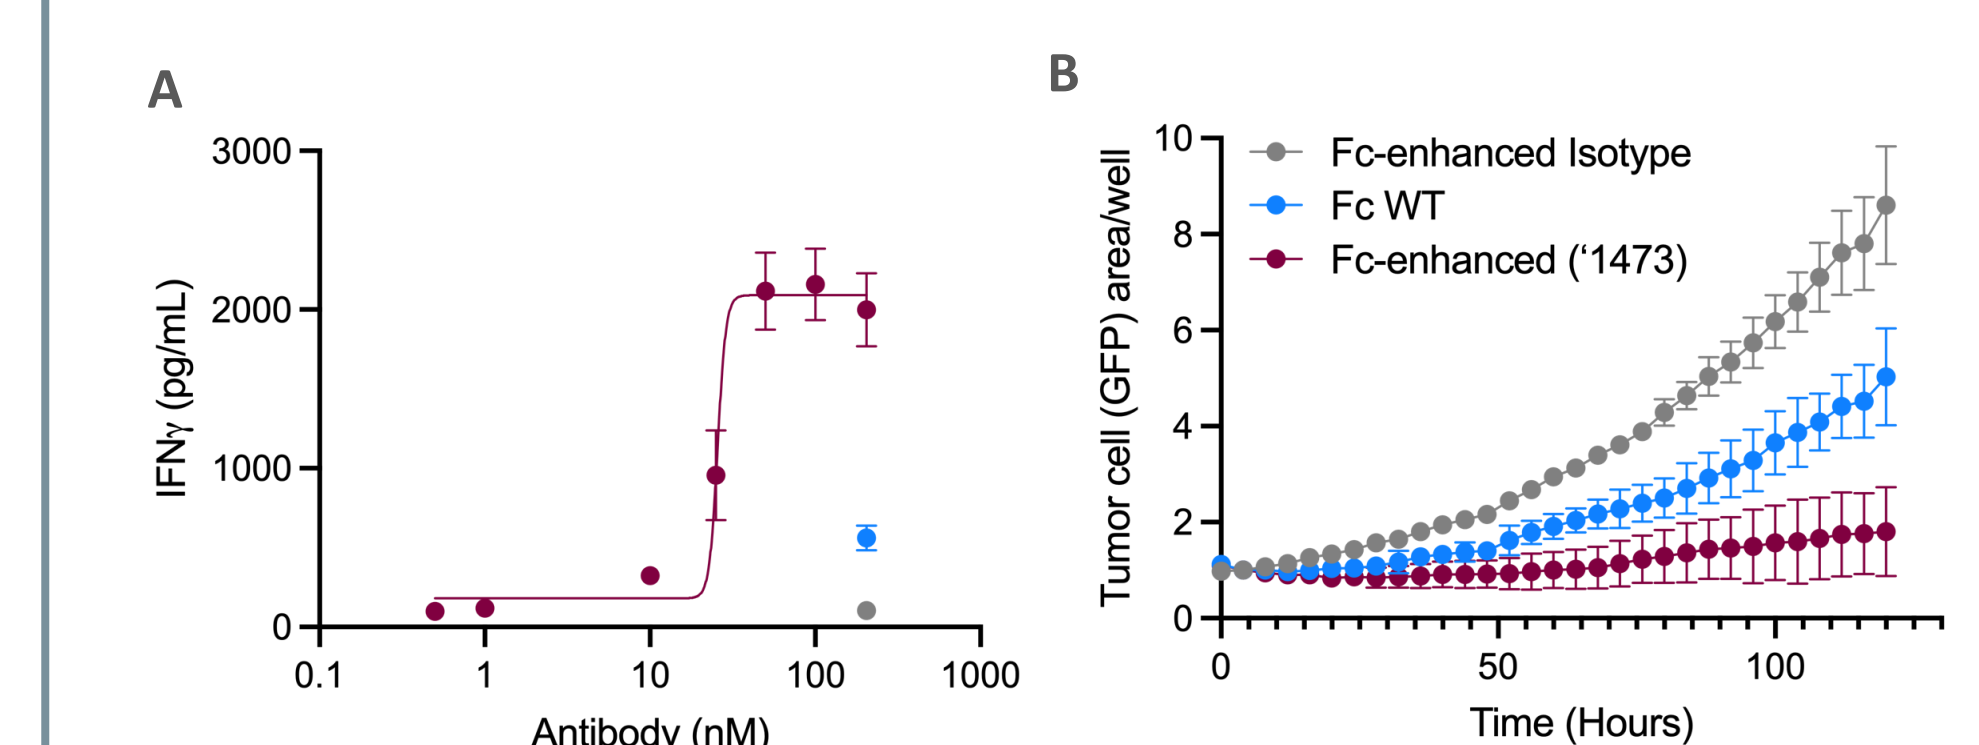 A
3000
2000
1000
0
IFNγ (pg/mL)
0.1 1 10 100 1000
Antibody (nM)
B
10
8
6
4
2
0
Tumor cell (GFP) area/well
Fc-enhanced Isotype
Fc WT
Fc-enhanced (‘1473)
0 50 100
Time (Hours)